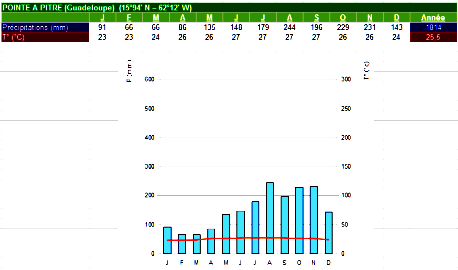 POINTE A PITRE (Guadeloupe) (15°94' N – 62°12' W)
J F M A M J J A S O N D Année
Précipitations (mm) 91 66 66 86 135 148 179 244 196 229 231 143 1814
T° (°C) 23 23 24 26 26 27 27 27 27 26 26 24 25.5
P (mm) T° (°C)
600 300
500 250
400 200
300 150
200 100
100 50
0 0
J F M A M J J A S O N D